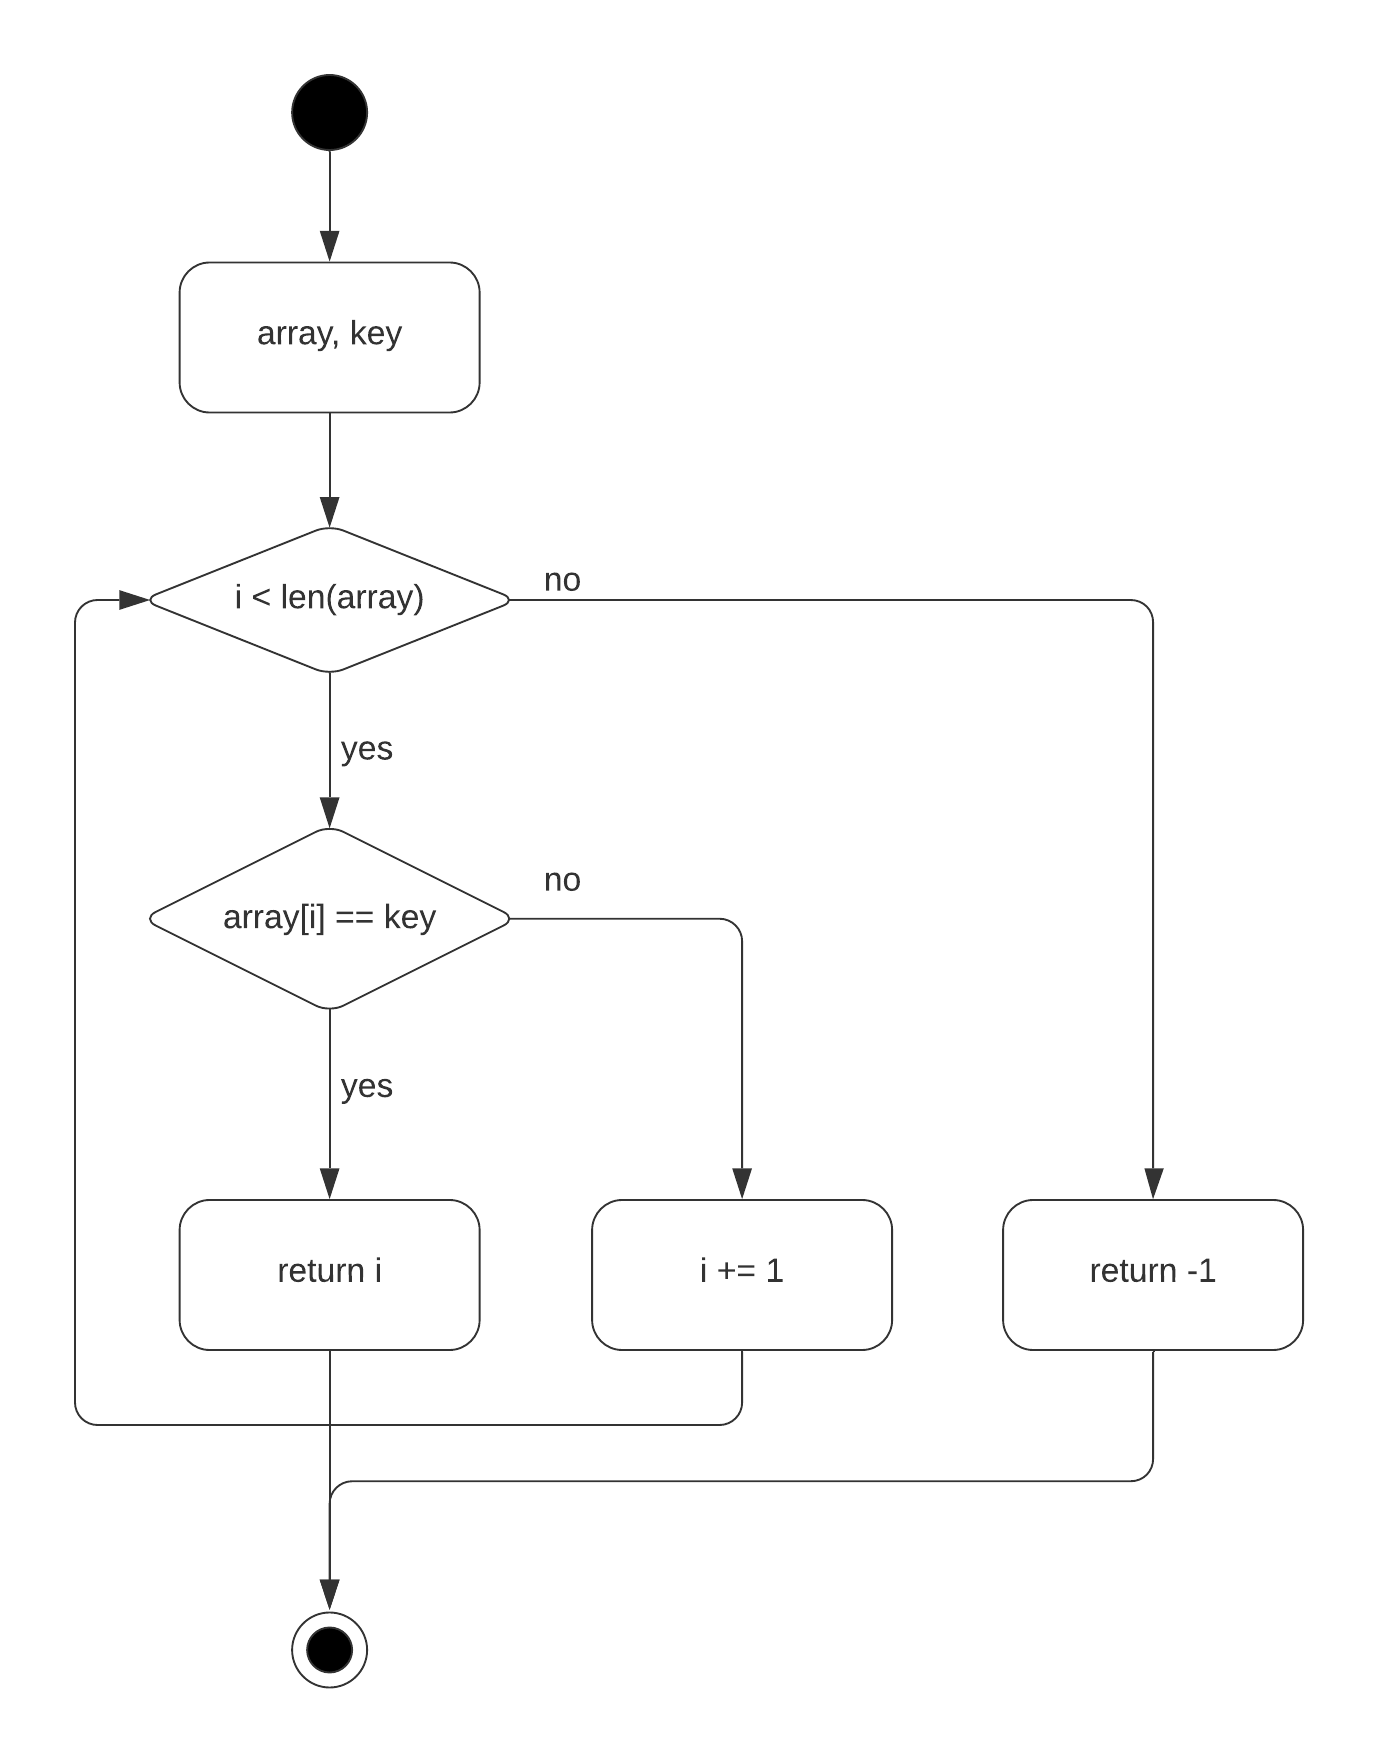 array, key
i < len(array)
no
yes
array[i] == key
no
yes
return i
i += 1
return -1